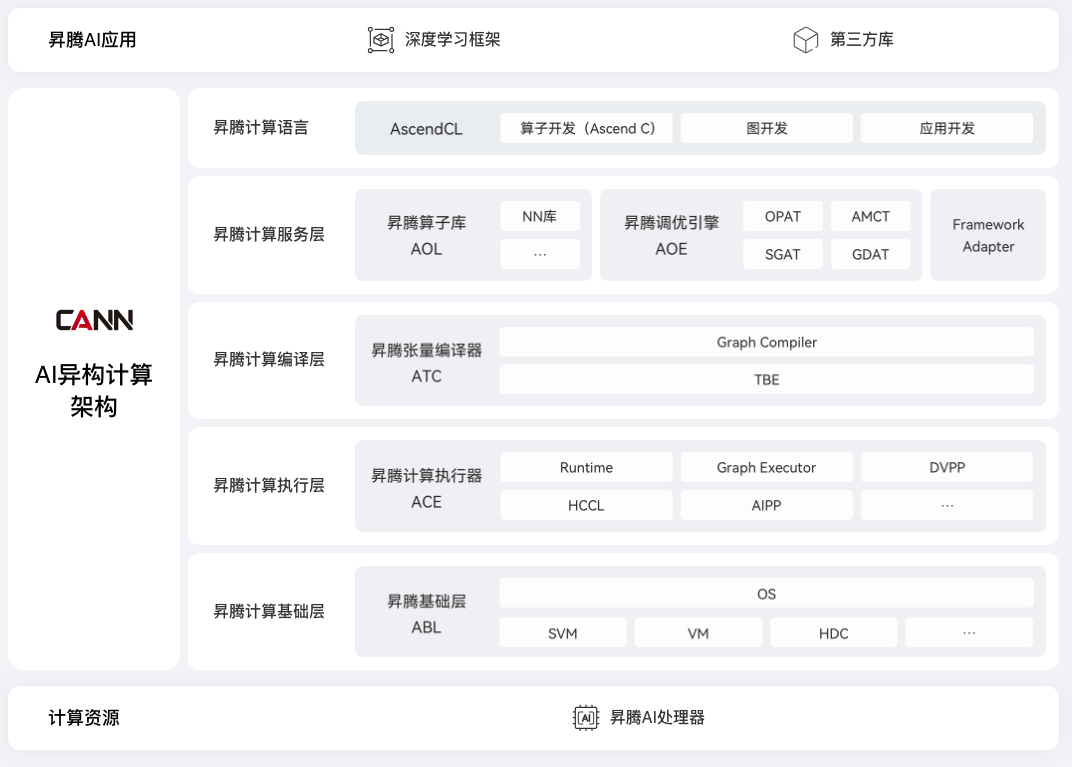 昇腾AI应用
深度学习框架
第三方库
CANN
AI异构计算
架构
昇腾计算语言
AscendCL
算子开发（Ascend C）
图开发
应用开发
昇腾计算服务层
昇腾算子库
AOL
NN库
...
昇腾调优引擎
AOE
OPAT
AMCT
SGAT
GDAT
Framework
Adapter
昇腾计算编译层
昇腾张量编译器
ATC
Graph Compiler
TBE
昇腾计算执行层
昇腾计算执行器
ACE
Runtime
Graph Executor
DVPP
HCCL
AIPP
...
昇腾计算基础层
昇腾基础层
ABL
OS
SVM
VM
HDC
...
计算资源
AI
昇腾AI处理器